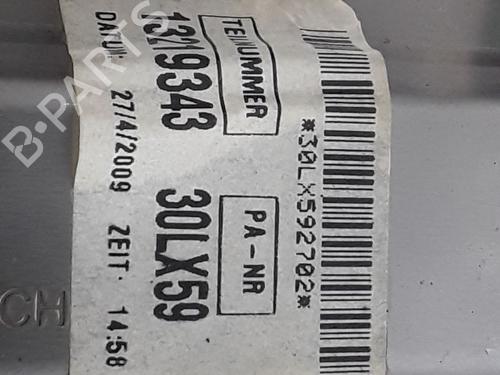 TEILNUMMER
13219343
DATUM: 27/4/2009 ZEIT· 14:58
PA-NR
30LX59
*30LX592702*
CH
B-PARTS